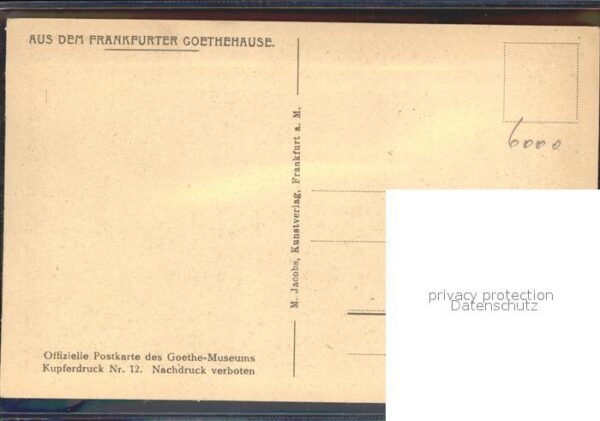 AUS DEM FRANKFURTER GOETHEHAUSE.
6000
M. Jacobs, Kunstverlag, Frankfurt a. M.
privacy protection
Datenschutz
Offizielle Postkarte des Goethe-Museums
Kupferdruck Nr. 12. Nachdruck verboten